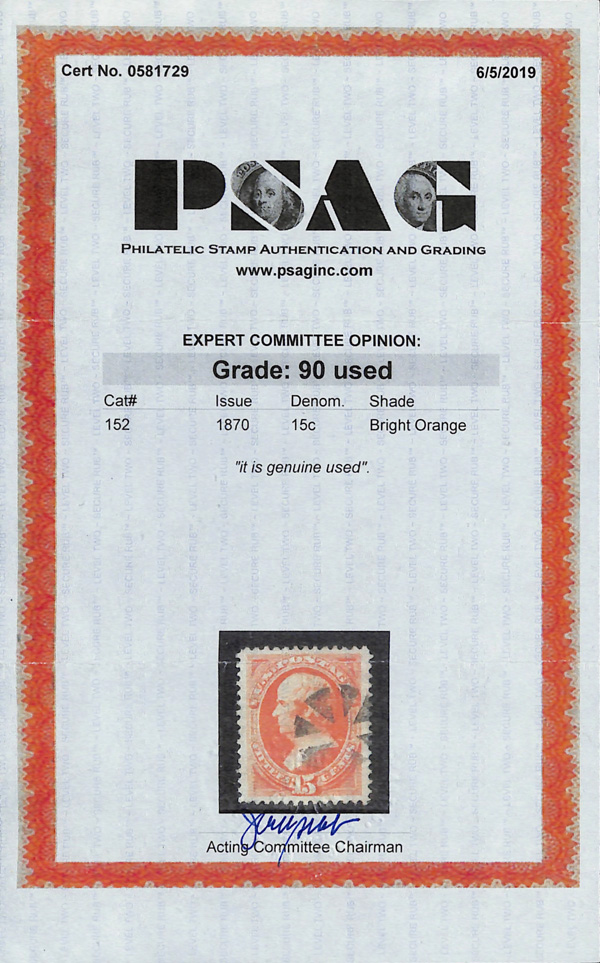 Cert No. 0581729
6/5/2019
PSAG
PHILATELIC STAMP AUTHENTICATION AND GRADING
www.psaginc.com
EXPERT COMMITTEE OPINION:
Grade: 90 used
Cat# Issue Denom. Shade
152 1870 15c Bright Orange
"it is genuine used".
15
Acting Committee Chairman